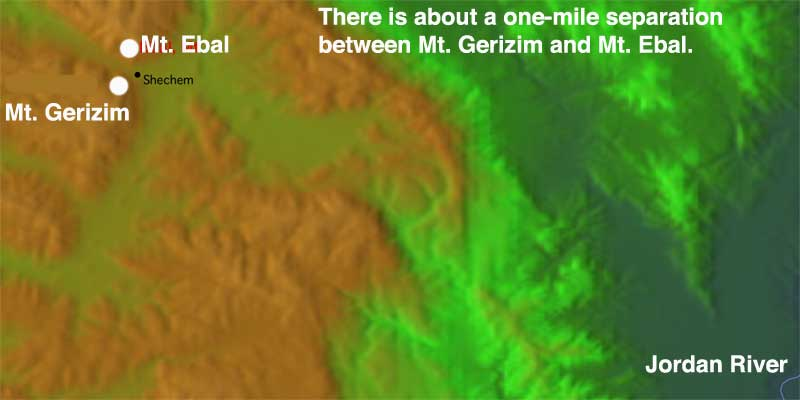 There is about a one-mile separation
between Mt. Gerizim and Mt. Ebal.
Mt. Ebal
Shechem
Mt. Gerizim
Jordan River